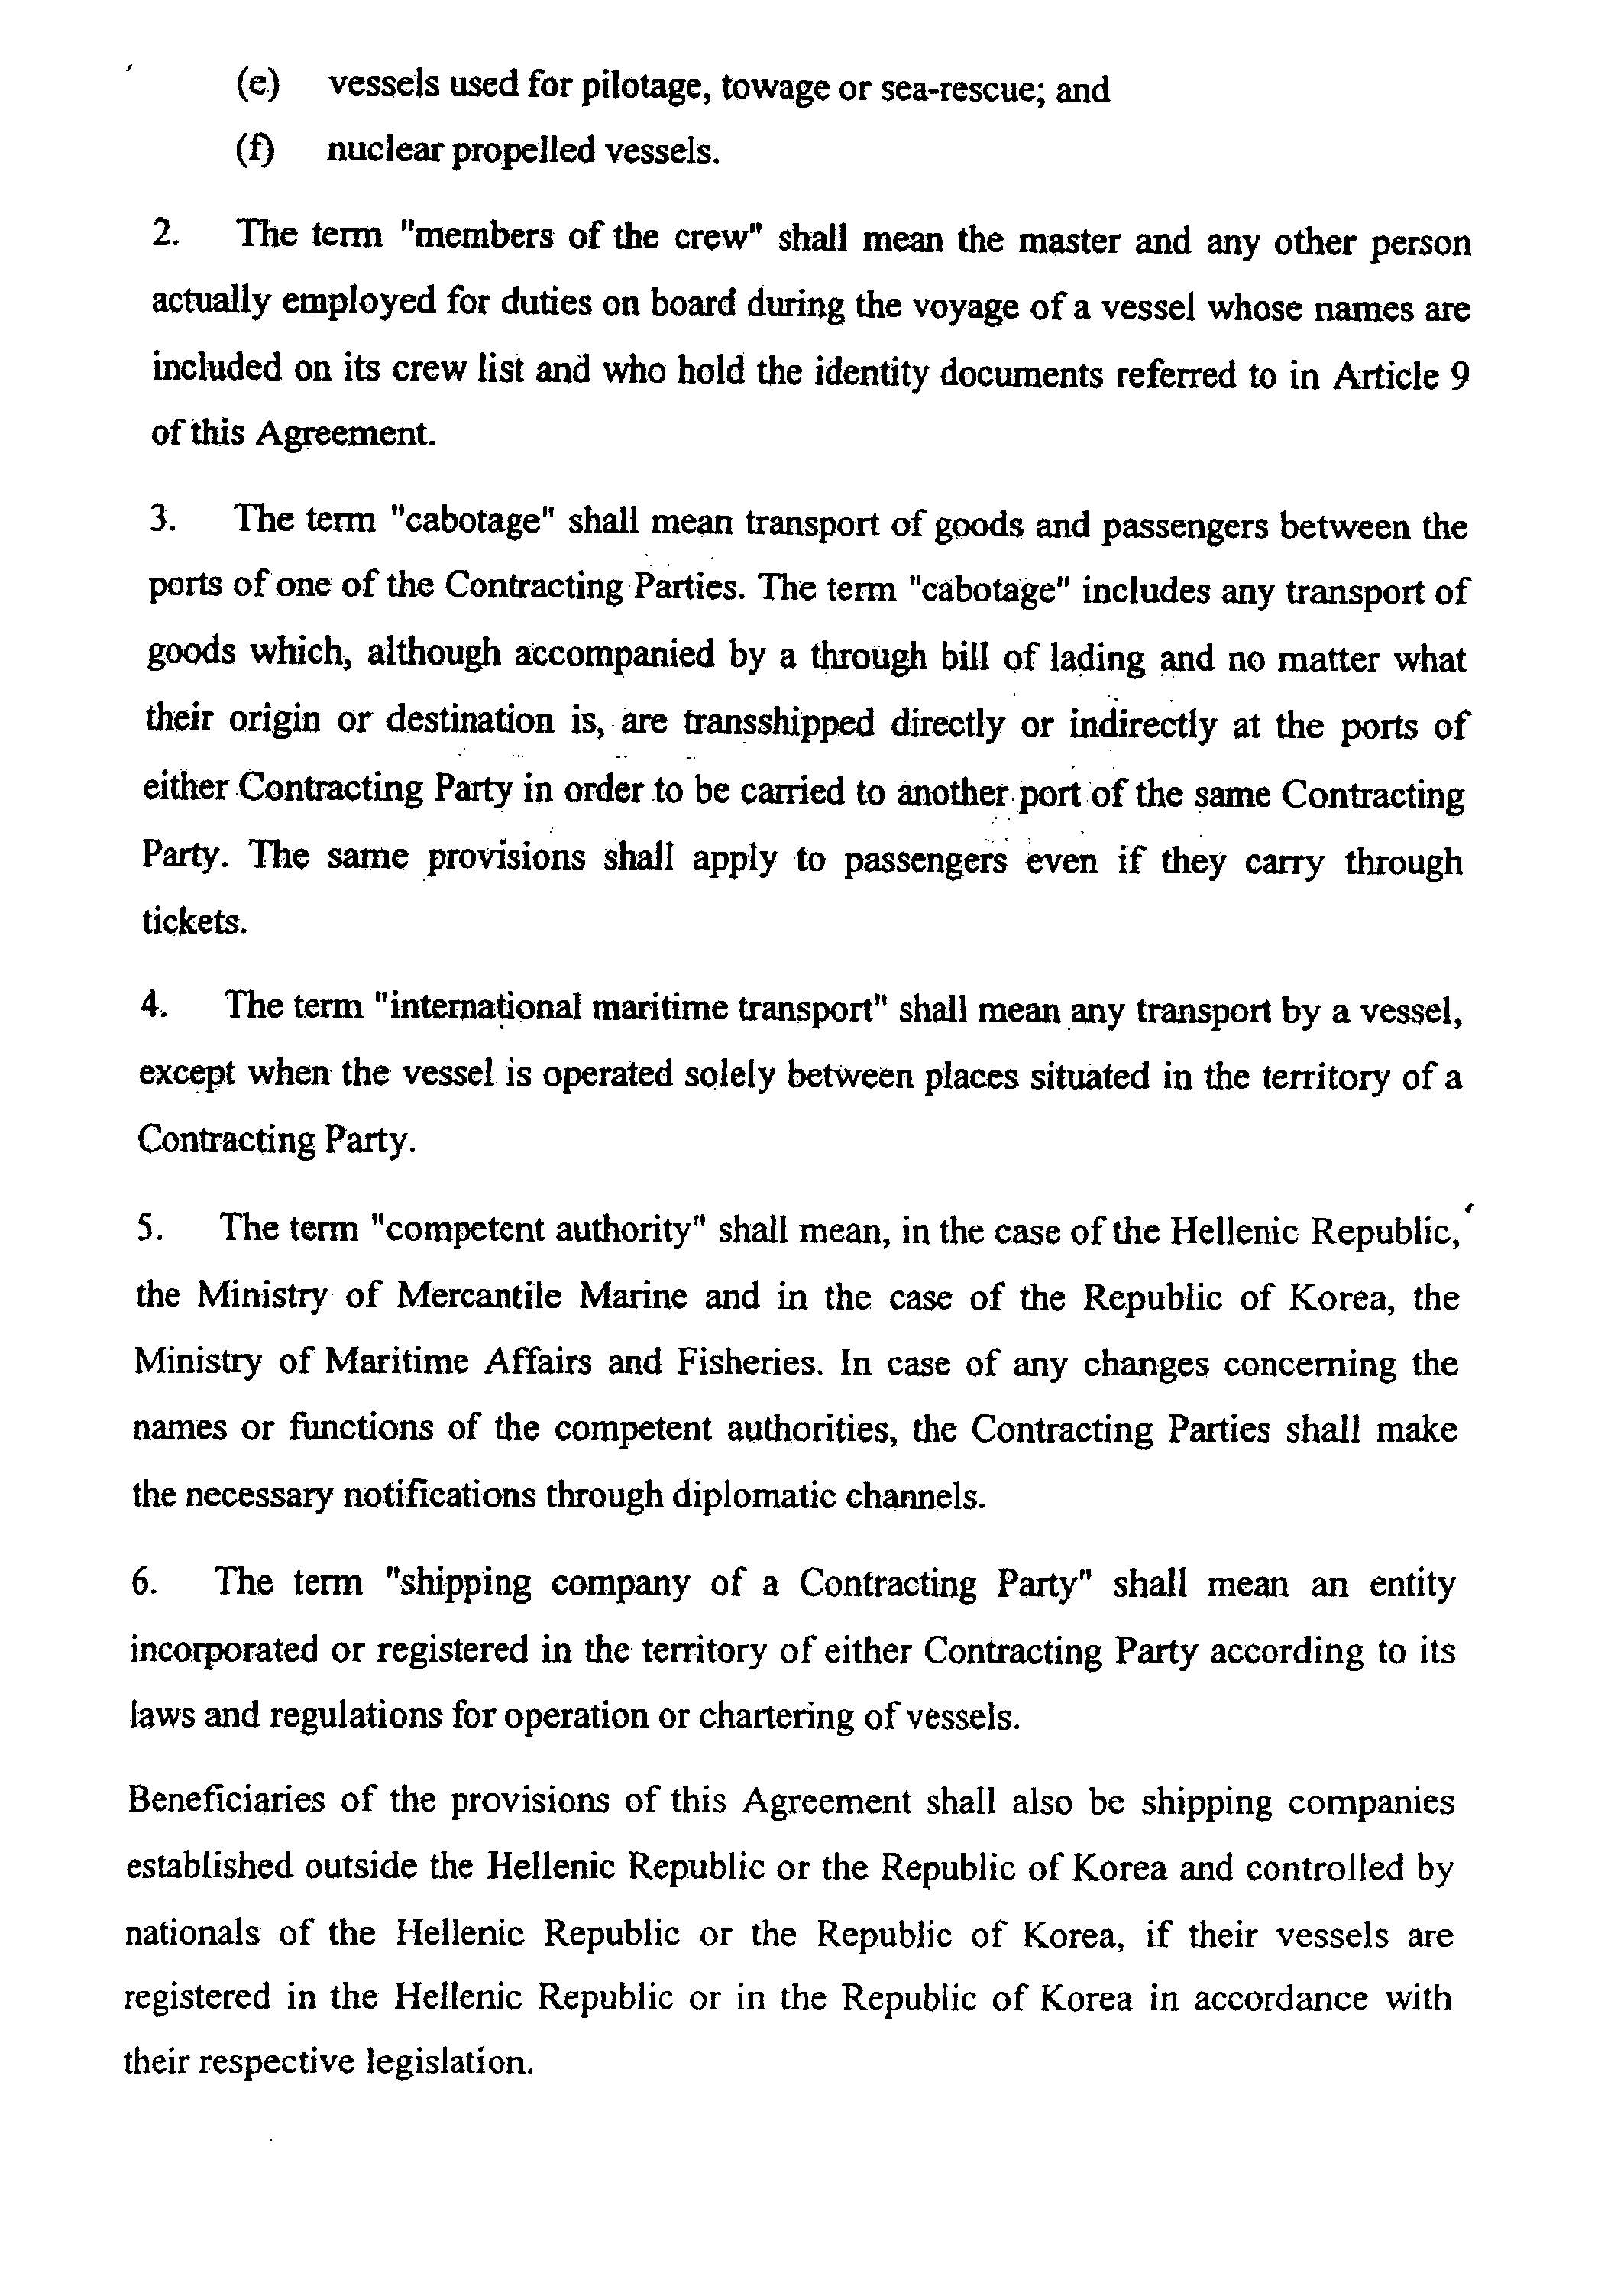 (e) vessels used for pilotage, towage or sea-rescue; and
(f) nuclear propelled vessels.
2. The term "members of the crew" shall mean the master and any other person
actually employed for duties on board during the voyage of a vessel whose names are
included on its crew list and who hold the identity documents referred to in Article 9
of this Agreement.
3. The term "cabotage" shall mean transport of goods and passengers between the
ports of one of the Contracting Parties. The term "cabotage" includes any transport of
goods which, although accompanied by a through bill of lading and no matter what
their origin or destination is, are transshipped directly or indirectly at the ports of
either Contracting Party in order to be carried to another port of the same Contracting
Party. The same provisions shall apply to passengers even if they carry through
tickets.
4. The term "international maritime transport" shall mean any transport by a vessel,
except when the vessel is operated solely between places situated in the territory of a
Contracting Party.
5. The term "competent authority" shall mean, in the case of the Hellenic Republic,
the Ministry of Mercantile Marine and in the case of the Republic of Korea, the
Ministry of Maritime Affairs and Fisheries. In case of any changes concerning the
names or functions of the competent authorities, the Contracting Parties shall make
the necessary notifications through diplomatic channels.
6. The term "shipping company of a Contracting Party" shall mean an entity
incorporated or registered in the territory of either Contracting Party according to its
laws and regulations for operation or chartering of vessels.
Beneficiaries of the provisions of this Agreement shall also be shipping companies
established outside the Hellenic Republic or the Republic of Korea and controlled by
nationals of the Hellenic Republic or the Republic of Korea, if their vessels are
registered in the Hellenic Republic or in the Republic of Korea in accordance with
their respective legislation.